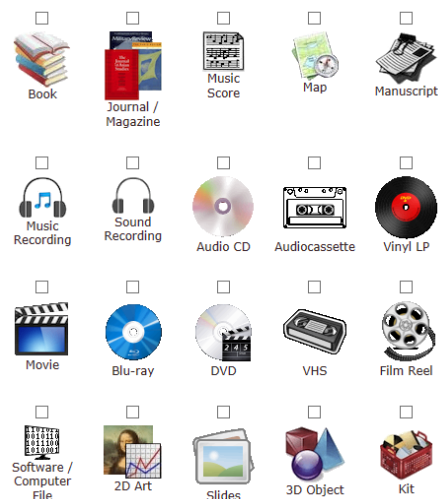 Book
Journal /
Magazine
Music
Score
Map
Manuscript
Music
Recording
Sound
Recording
Audio CD
Audiocassette
Vinyl LP
Movie
Blu-ray
DVD
VHS
Film Reel
Software /
Computer
File
2D Art
Slides
3D Object
Kit